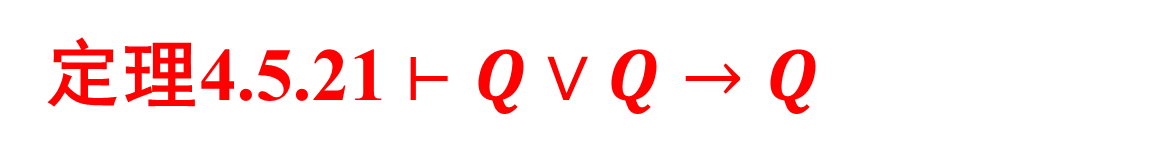 定理4.5.21 ⊢ Q ∨ Q → Q